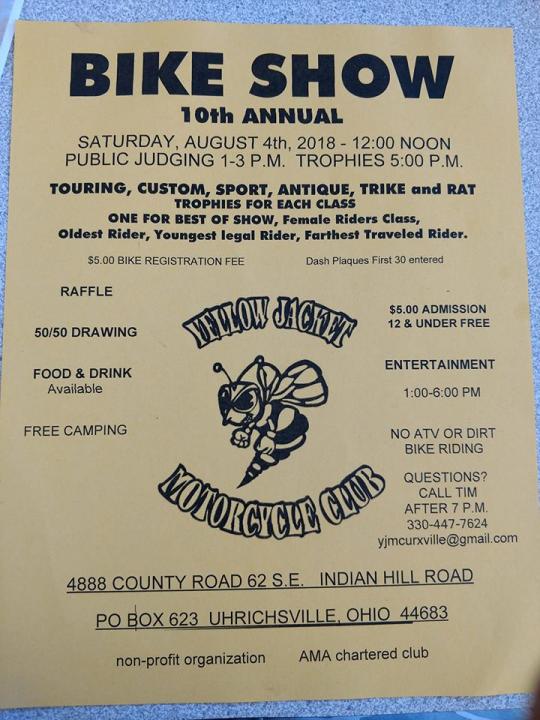 BIKE SHOW
10th ANNUAL
SATURDAY, AUGUST 4th, 2018 - 12:00 NOON
PUBLIC JUDGING 1-3 P.M. TROPHIES 5:00 P.M.
TOURING, CUSTOM, SPORT, ANTIQUE, TRIKE and RAT
TROPHIES FOR EACH CLASS
ONE FOR BEST OF SHOW, Female Riders Class,
Oldest Rider, Youngest legal Rider, Farthest Traveled Rider.
$5.00 BIKE REGISTRATION FEE Dash Plaques First 30 entered
RAFFLE
50/50 DRAWING
FOOD & DRINK
Available
FREE CAMPING
YELLOW JACKET
MOTORCYCLE CLUB
$5.00 ADMISSION
12 & UNDER FREE
ENTERTAINMENT
1:00-6:00 PM
NO ATV OR DIRT
BIKE RIDING
QUESTIONS?
CALL TIM
AFTER 7 P.M.
330-447-7624
yjmcurxville@gmail.com
4888 COUNTY ROAD 62 S.E. INDIAN HILL ROAD
PO BOX 623 UHRICHSVILLE, OHIO 44683
non-profit organization AMA chartered club